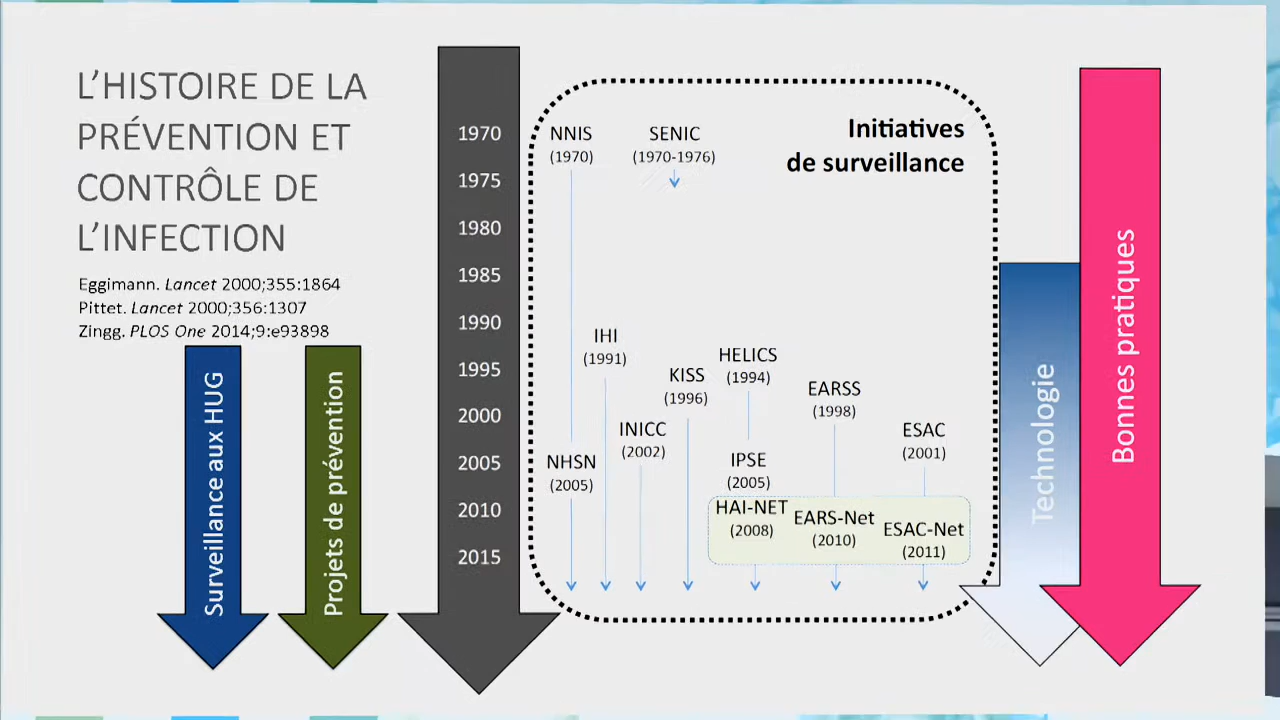 L’HISTOIRE DE LA
PRÉVENTION ET
CONTRÔLE DE
L’INFECTION
Eggimann. Lancet 2000;355:1864
Pittet. Lancet 2000;356:1307
Zingg. PLOS One 2014;9:e93898
Surveillance aux HUG
Projets de prévention
1970
1975
1980
1985
1990
1995
2000
2005
2010
2015
Initiatives
de surveillance
NNIS
(1970)
SENIC
(1970-1976)
IHI
(1991)
HELICS
(1994)
KISS
(1996)
EARSS
(1998)
INICC
(2002)
ESAC
(2001)
NHSN
(2005)
IPSE
(2005)
HAI-NET
(2008)
EARS-Net
(2010)
ESAC-Net
(2011)
Technologie
Bonnes pratiques